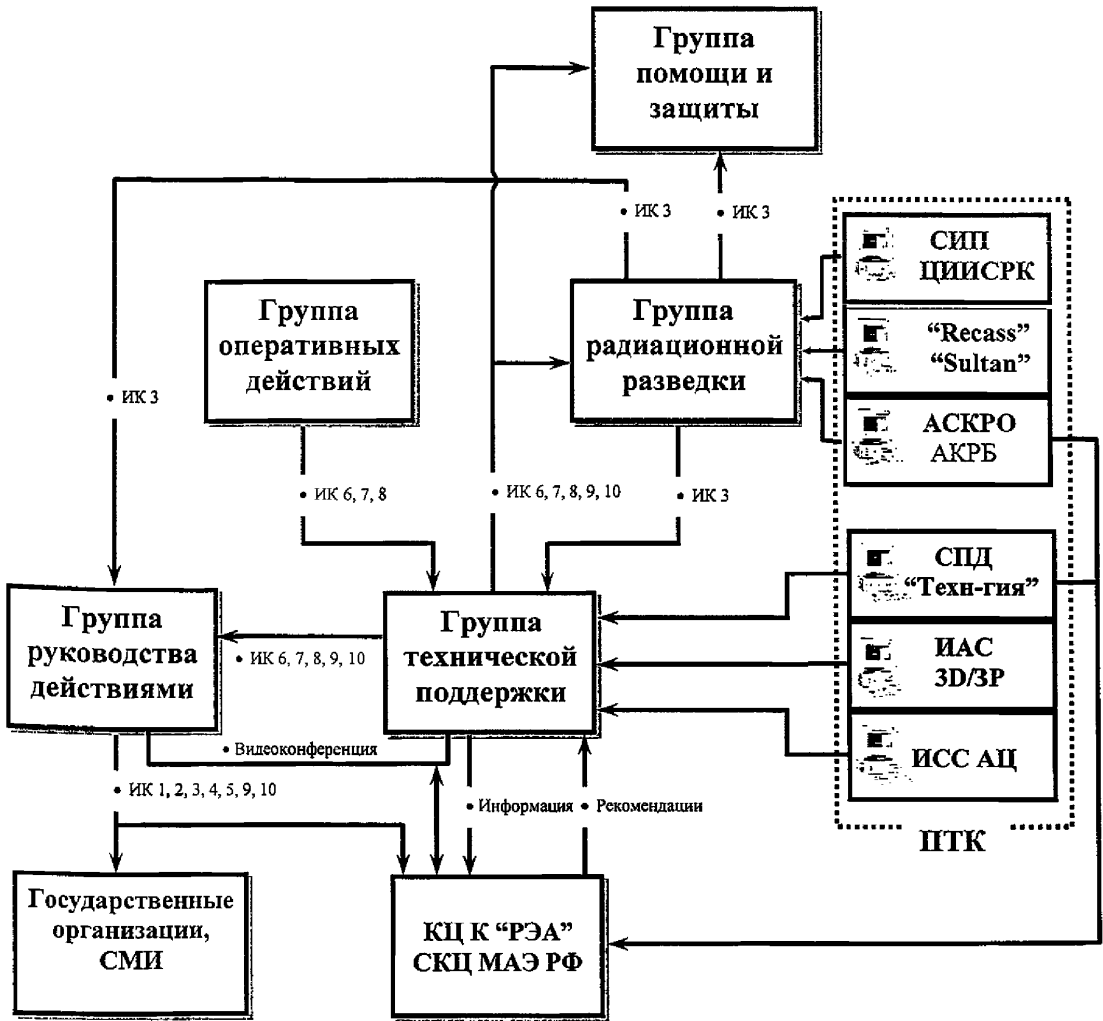 Группа
помощи и
защиты
• ИК 3
• ИК 3
СИП
ЦИИСРК
Группа
оперативных
действий
Группа
радиационной
разведки
“Recass”
“Sultan”
• ИК 3
АСКРО
АКРБ
• ИК 6, 7, 8
• ИК 6, 7, 8, 9, 10
• ИК 3
СПД
“Техн-гия”
Группа
руководства
действиями
• ИК 6, 7, 8, 9, 10
Группа
технической
поддержки
ИАС
3D/ЗР
ИСС АЦ
• Видеоконференция
• ИК 1, 2, 3, 4, 5, 9, 10
• Информация
• Рекомендации
ПТК
Государственные
организации,
СМИ
КЦ К “РЭА”
СКЦ МАЭ РФ